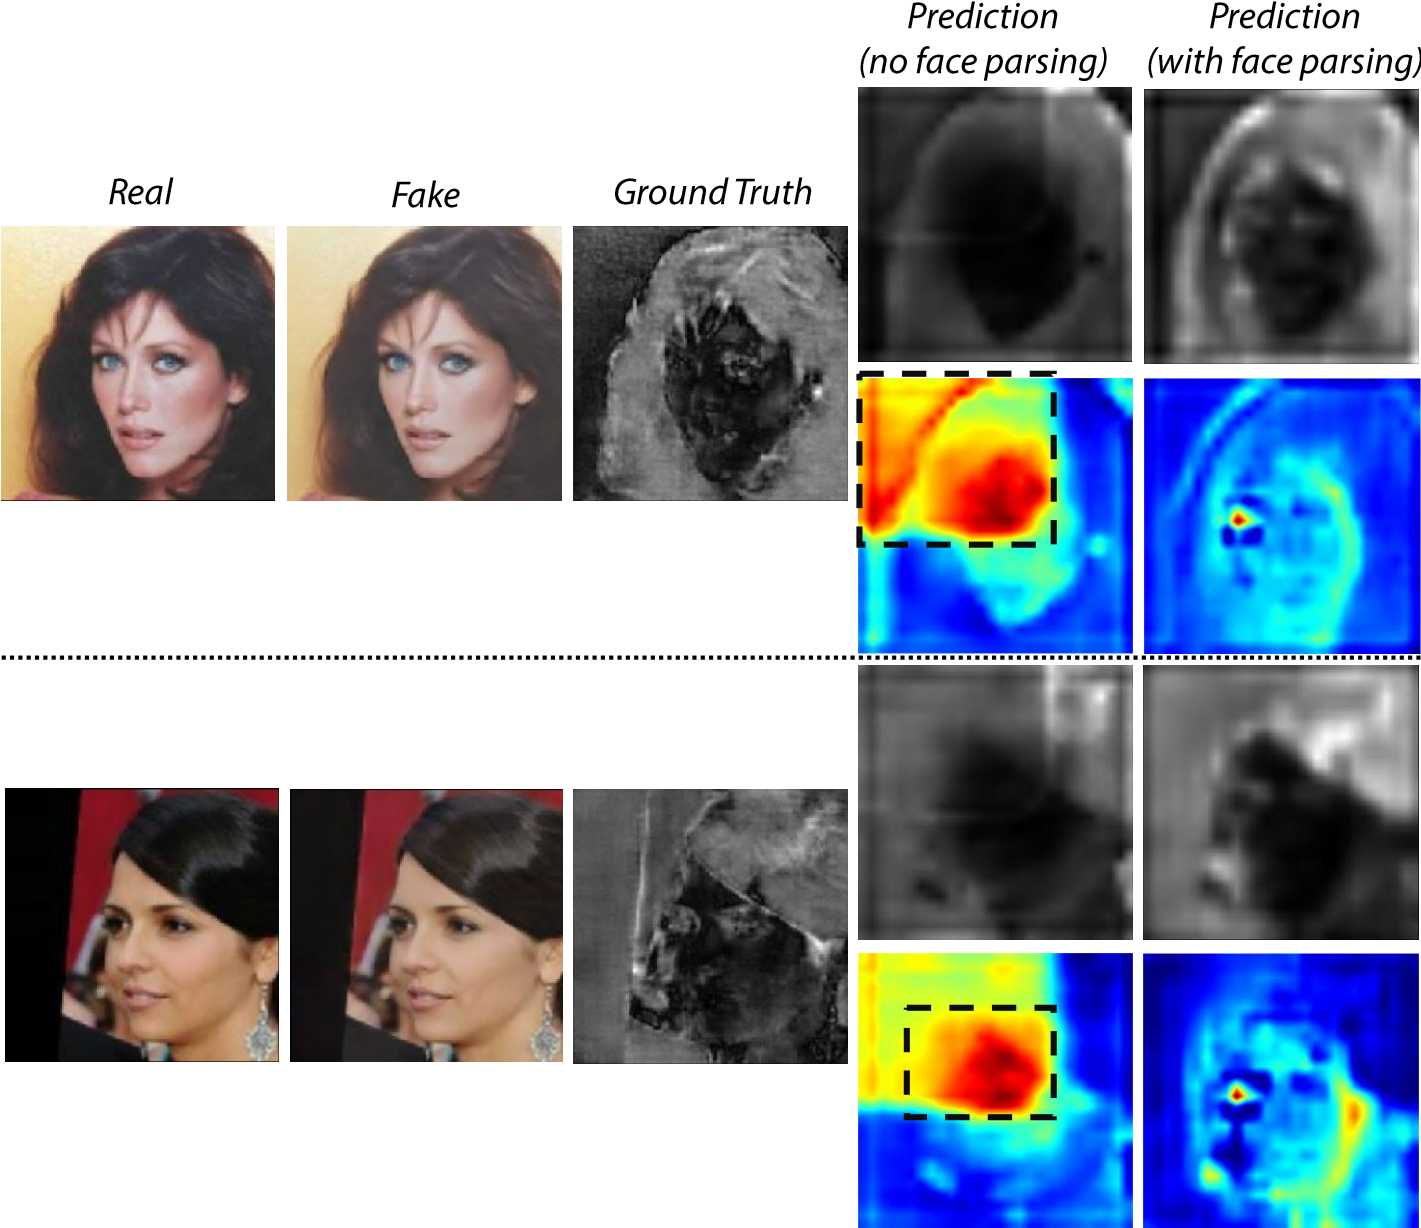 Prediction
(no face parsing)
Prediction
(with face parsing)
Real
Fake
Ground Truth